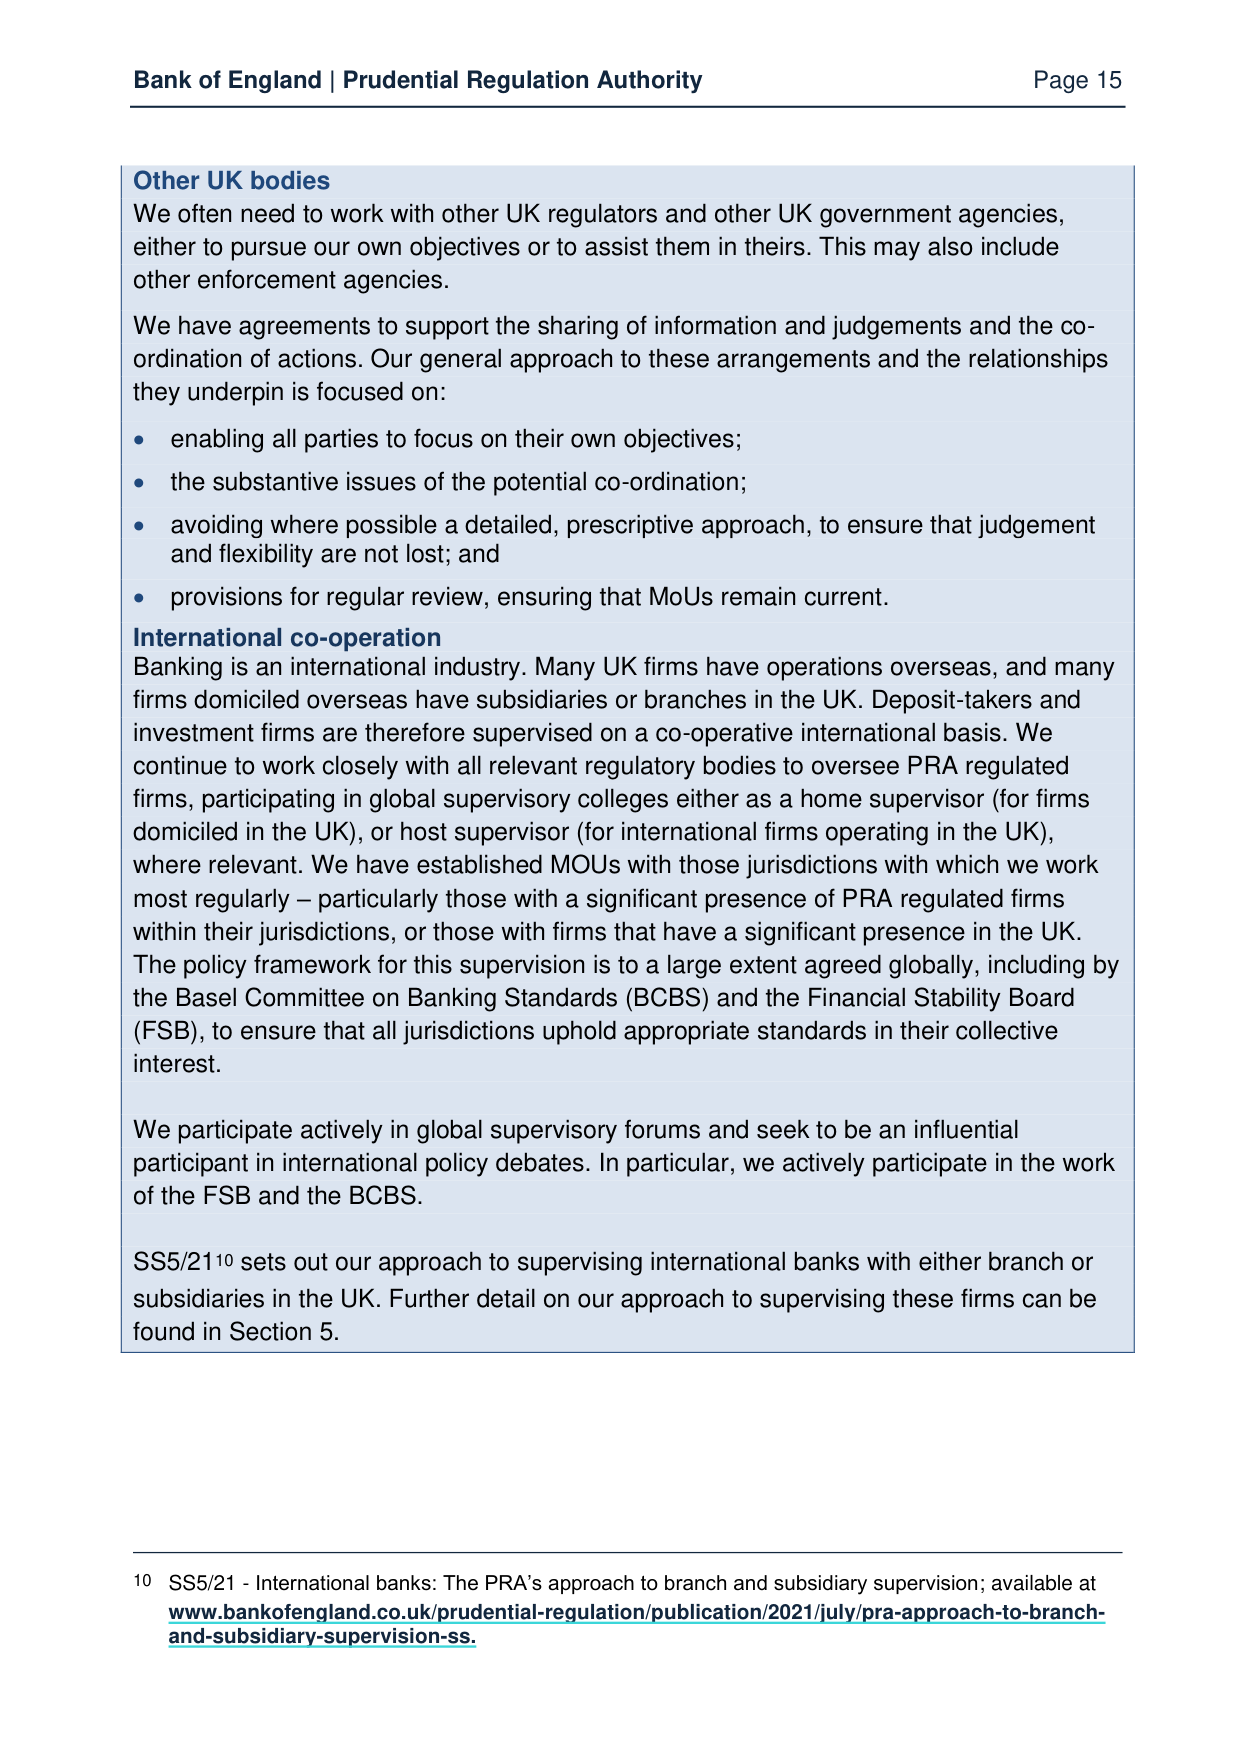 Bank of England | Prudential Regulation Authority Page 15
Other UK bodies
We often need to work with other UK regulators and other UK government agencies,
either to pursue our own objectives or to assist them in theirs. This may also include
other enforcement agencies.
We have agreements to support the sharing of information and judgements and the co-
ordination of actions. Our general approach to these arrangements and the relationships
they underpin is focused on:
• enabling all parties to focus on their own objectives;
• the substantive issues of the potential co-ordination;
• avoiding where possible a detailed, prescriptive approach, to ensure that judgement
and flexibility are not lost; and
• provisions for regular review, ensuring that MoUs remain current.
International co-operation
Banking is an international industry. Many UK firms have operations overseas, and many
firms domiciled overseas have subsidiaries or branches in the UK. Deposit-takers and
investment firms are therefore supervised on a co-operative international basis. We
continue to work closely with all relevant regulatory bodies to oversee PRA regulated
firms, participating in global supervisory colleges either as a home supervisor (for firms
domiciled in the UK), or host supervisor (for international firms operating in the UK),
where relevant. We have established MOUs with those jurisdictions with which we work
most regularly – particularly those with a significant presence of PRA regulated firms
within their jurisdictions, or those with firms that have a significant presence in the UK.
The policy framework for this supervision is to a large extent agreed globally, including by
the Basel Committee on Banking Standards (BCBS) and the Financial Stability Board
(FSB), to ensure that all jurisdictions uphold appropriate standards in their collective
interest.
We participate actively in global supervisory forums and seek to be an influential
participant in international policy debates. In particular, we actively participate in the work
of the FSB and the BCBS.
SS5/21¹⁰ sets out our approach to supervising international banks with either branch or
subsidiaries in the UK. Further detail on our approach to supervising these firms can be
found in Section 5.
10 SS5/21 - International banks: The PRA’s approach to branch and subsidiary supervision; available at
www.bankofengland.co.uk/prudential-regulation/publication/2021/july/pra-approach-to-branch-
and-subsidiary-supervision-ss.